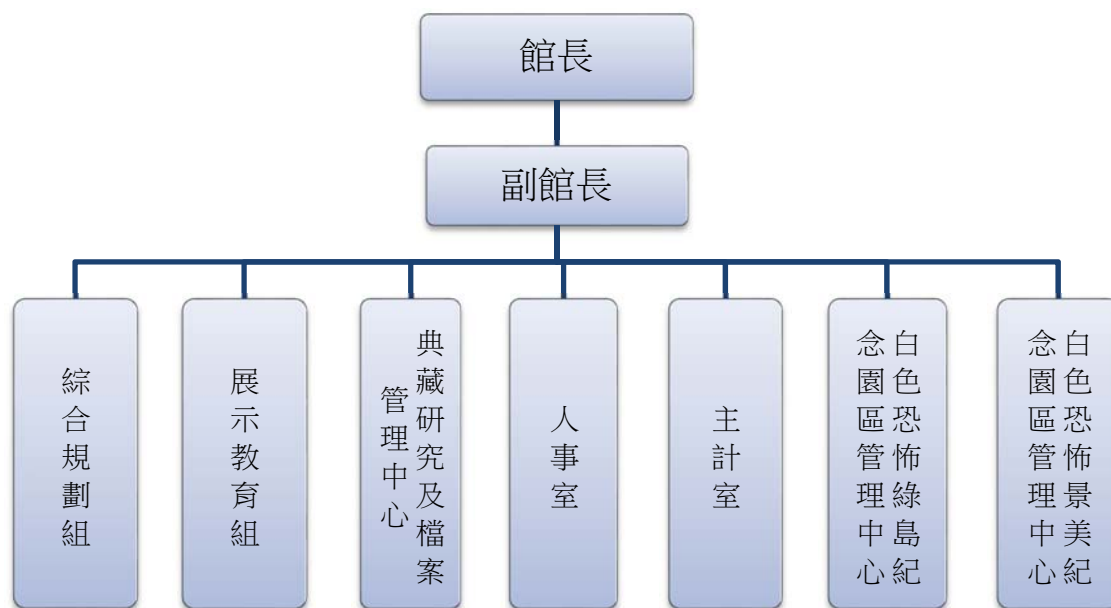 館長
副館長
綜合規劃組
展示教育組
典藏研究及檔案
管理中心
人事室
主計室
白色恐怖綠島紀
念園區管理中心
白色恐怖景美紀
念園區管理中心